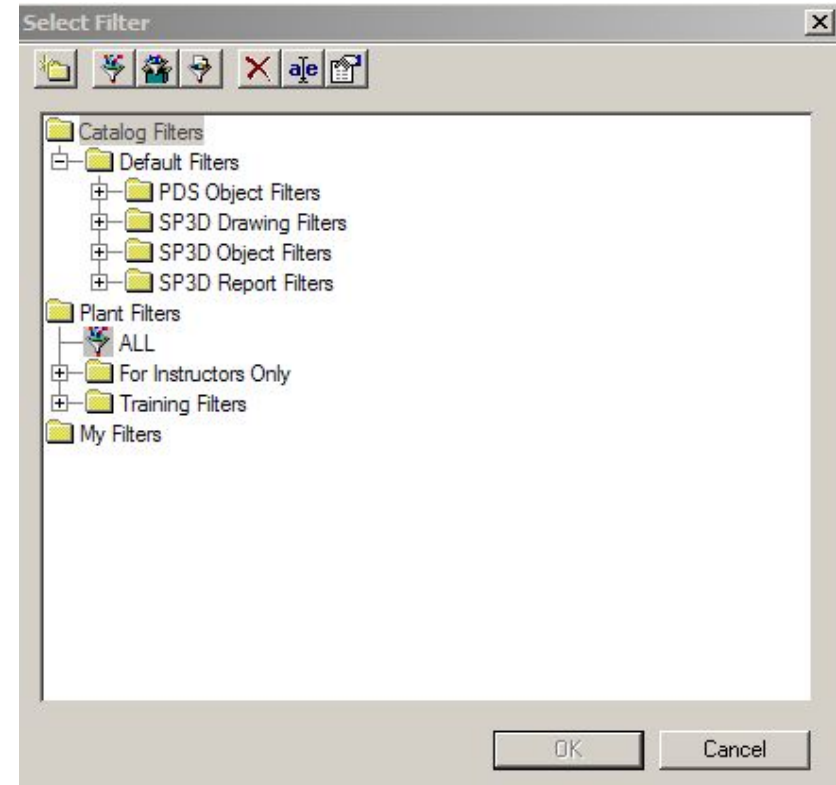 Select Filter
a e
Catalog Filters
Default Filters
PDS Object Filters
SP3D Drawing Filters
SP3D Object Filters
SP3D Report Filters
Plant Filters
ALL
For Instructors Only
Training Filters
My Filters
OK Cancel